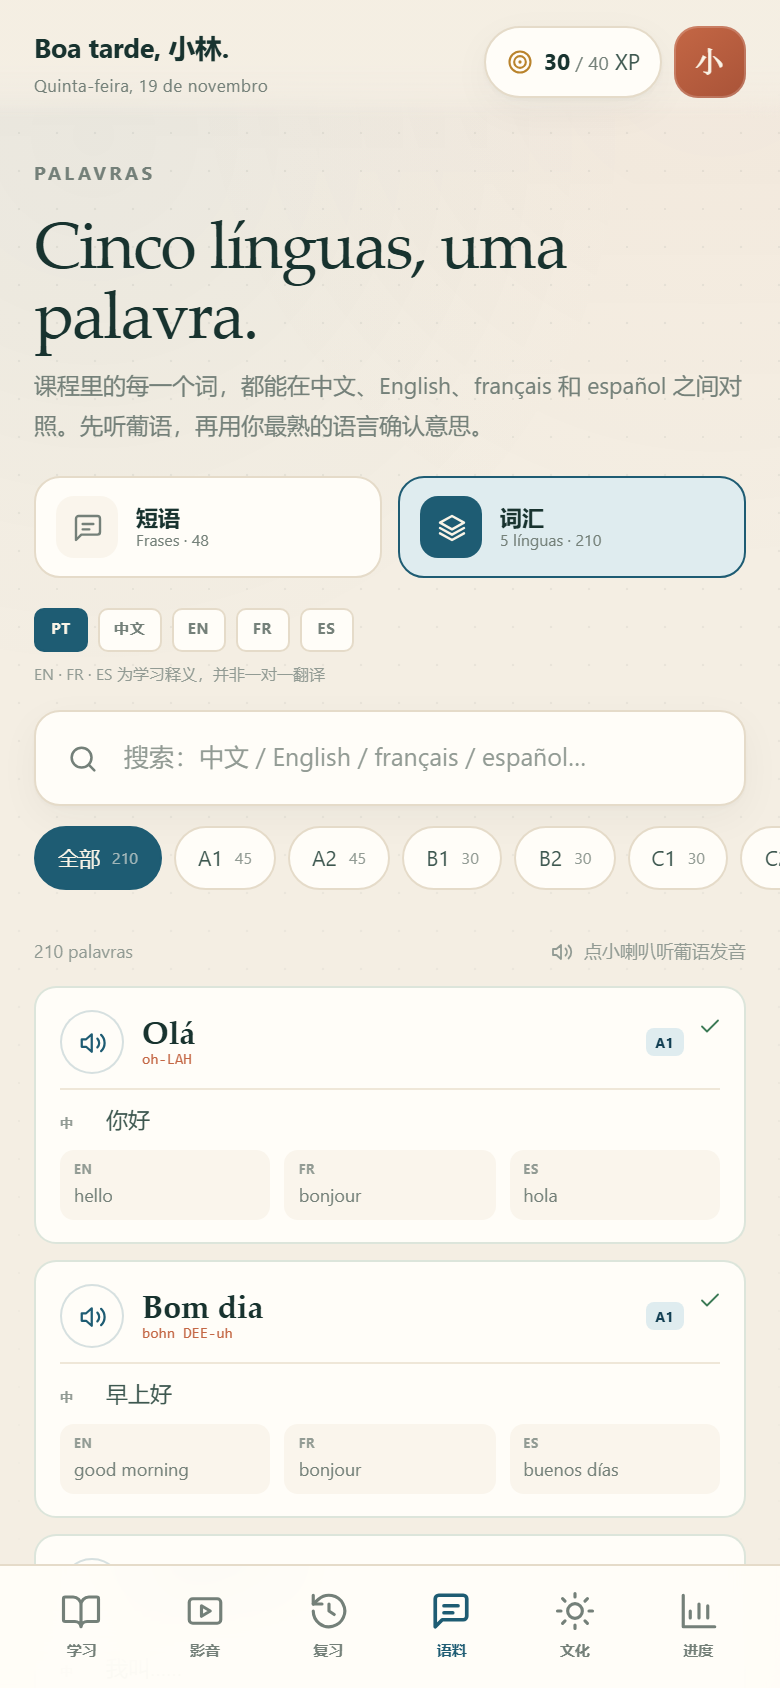 Boa tarde, 小林.
Quinta-feira, 19 de novembro
30 / 40 XP
小
PALAVRAS
Cinco línguas, uma
palavra.
课程里的每一个词，都能在中文、English、français 和 español 之间对
照。先听葡语，再用你最熟的语言确认意思。
短语
Frases · 48
词汇
5 línguas · 210
PT 中文 EN FR ES
EN · FR · ES 为学习释义，并非一对一翻译
搜索：中文 / English / français / español...
全部 210 A1 45 A2 45 B1 30 B2 30 C1 30
210 palavras
点小喇叭听葡语发音
Olá
oh-LAH
A1
中 你好
EN FR ES
hello bonjour hola
Bom dia
bohn DEE-uh
A1
中 早上好
EN FR ES
good morning bonjour buenos días
学习 影音 复习 语料 文化 进度